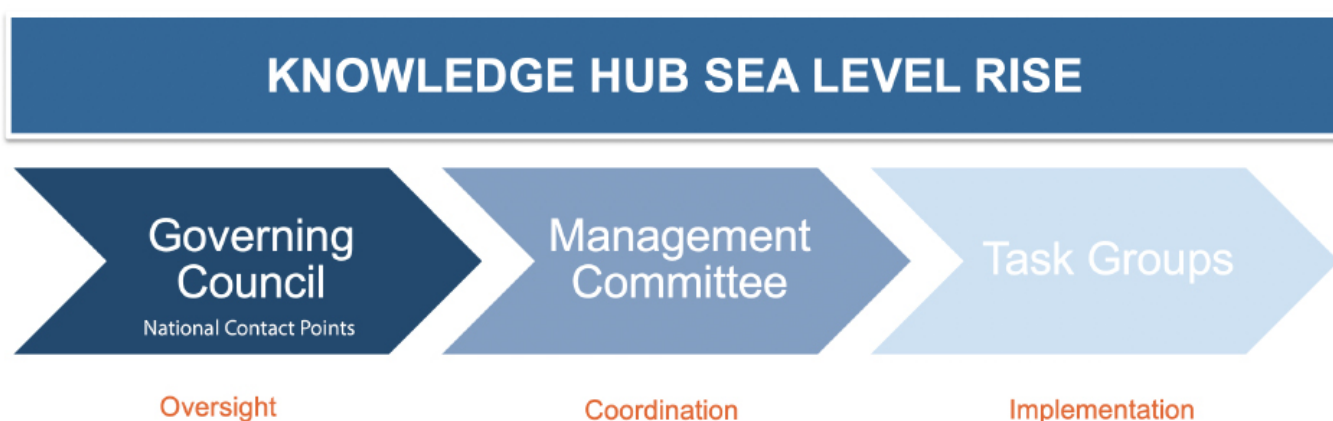 KNOWLEDGE HUB SEA LEVEL RISE
Governing
Council
National Contact Points
Management
Committee
Task Groups
Oversight
Coordination
Implementation